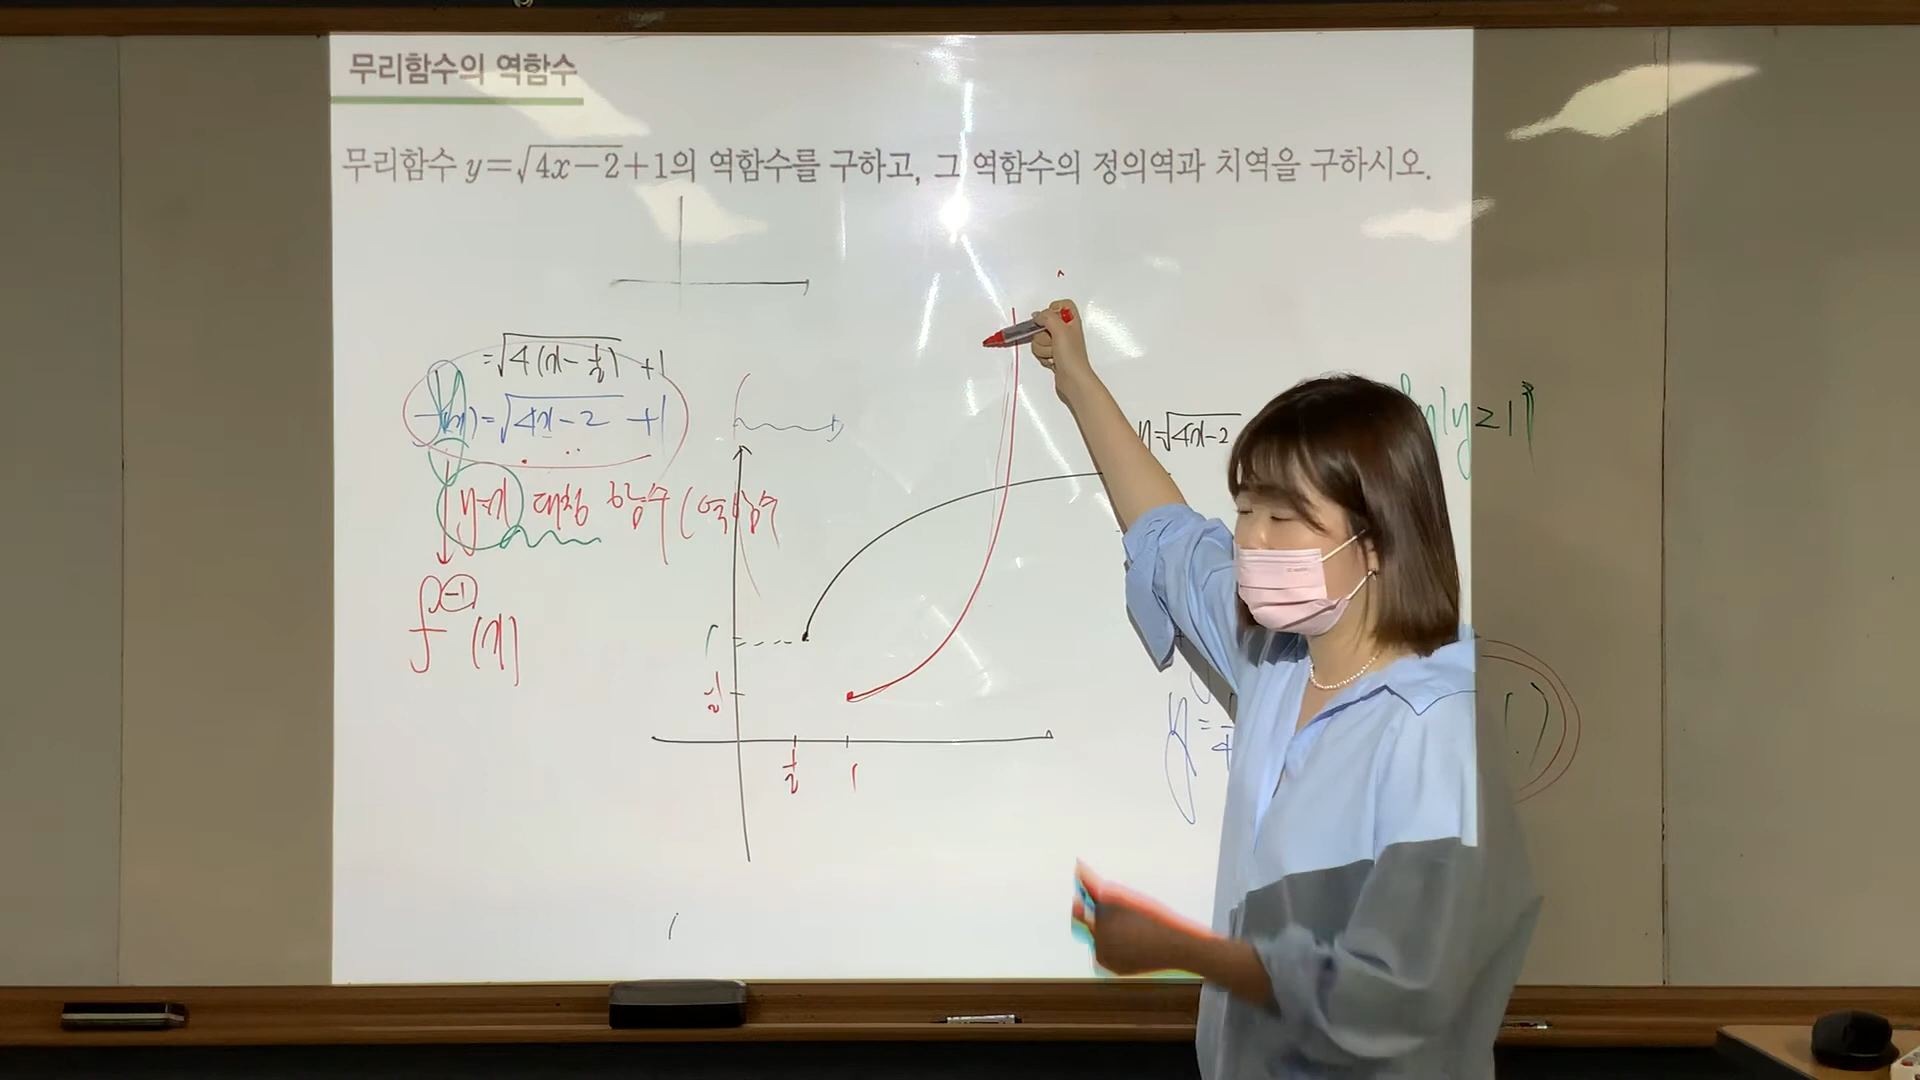 무리함수의 역함수
무리함수 y=√4x−2+1의 역함수를 구하고, 그 역함수의 정의역과 치역을 구하시오.
=√4(x-1/2) +1
=√4x-2 +1
y=x 대칭 함수 (역함수
f⁻¹(x)
y=√4x-2
y|y≥1}
1
1/2
1/2
1